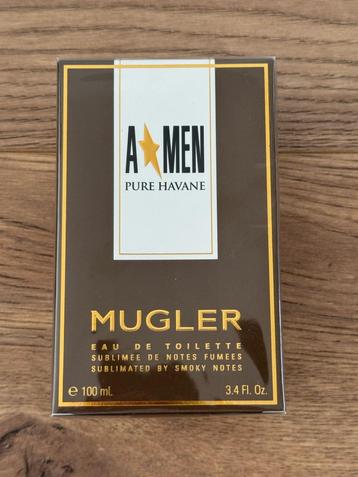 A★MEN
PURE HAVANE
MUGLER
EAU DE TOILETTE
SUBLIMEE DE NOTES FUMEES
SUBLIMATED BY SMOKY NOTES
℮ 100 ml. 3.4 Fl. Oz.